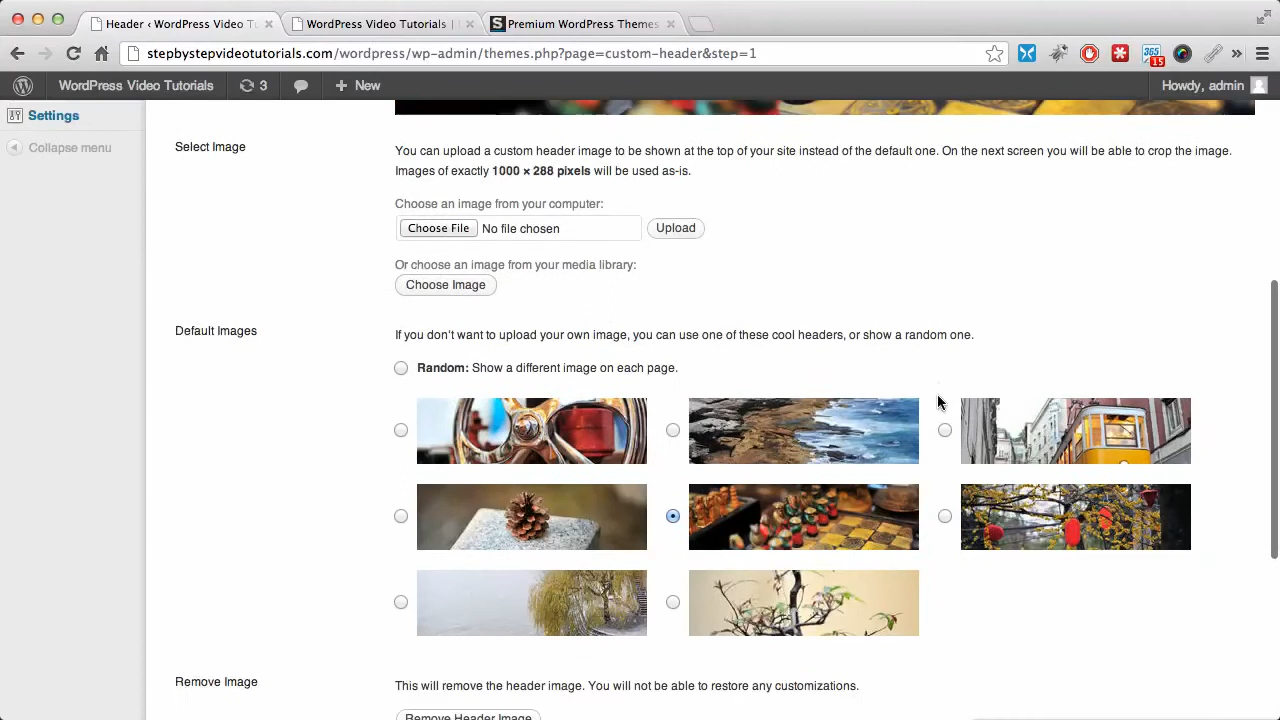 Header ‹ WordPress Video Tu
WordPress Video Tutorials |
Premium WordPress Themes
stepbystepvideotutorials.com/wordpress/wp-admin/themes.php?page=custom-header&step=1
365
15
WordPress Video Tutorials
3
New
Howdy, admin
Settings
Collapse menu
Select Image
You can upload a custom header image to be shown at the top of your site instead of the default one. On the next screen you will be able to crop the image.
Images of exactly 1000 × 288 pixels will be used as-is.
Choose an image from your computer:
Choose File No file chosen Upload
Or choose an image from your media library:
Choose Image
Default Images
If you don't want to upload your own image, you can use one of these cool headers, or show a random one.
Random: Show a different image on each page.
Remove Image
This will remove the header image. You will not be able to restore any customizations.
Remove Header Image